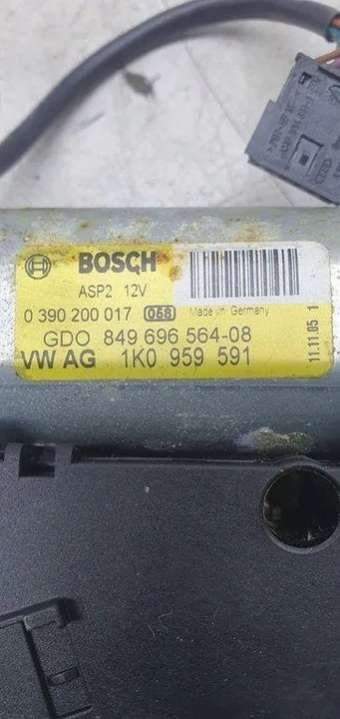 BOSCH
ASP2 12V
0 390 200 017 058 Made in Germany
GDO 849 696 564-08
VW AG 1K0 959 591
11.11.05 1